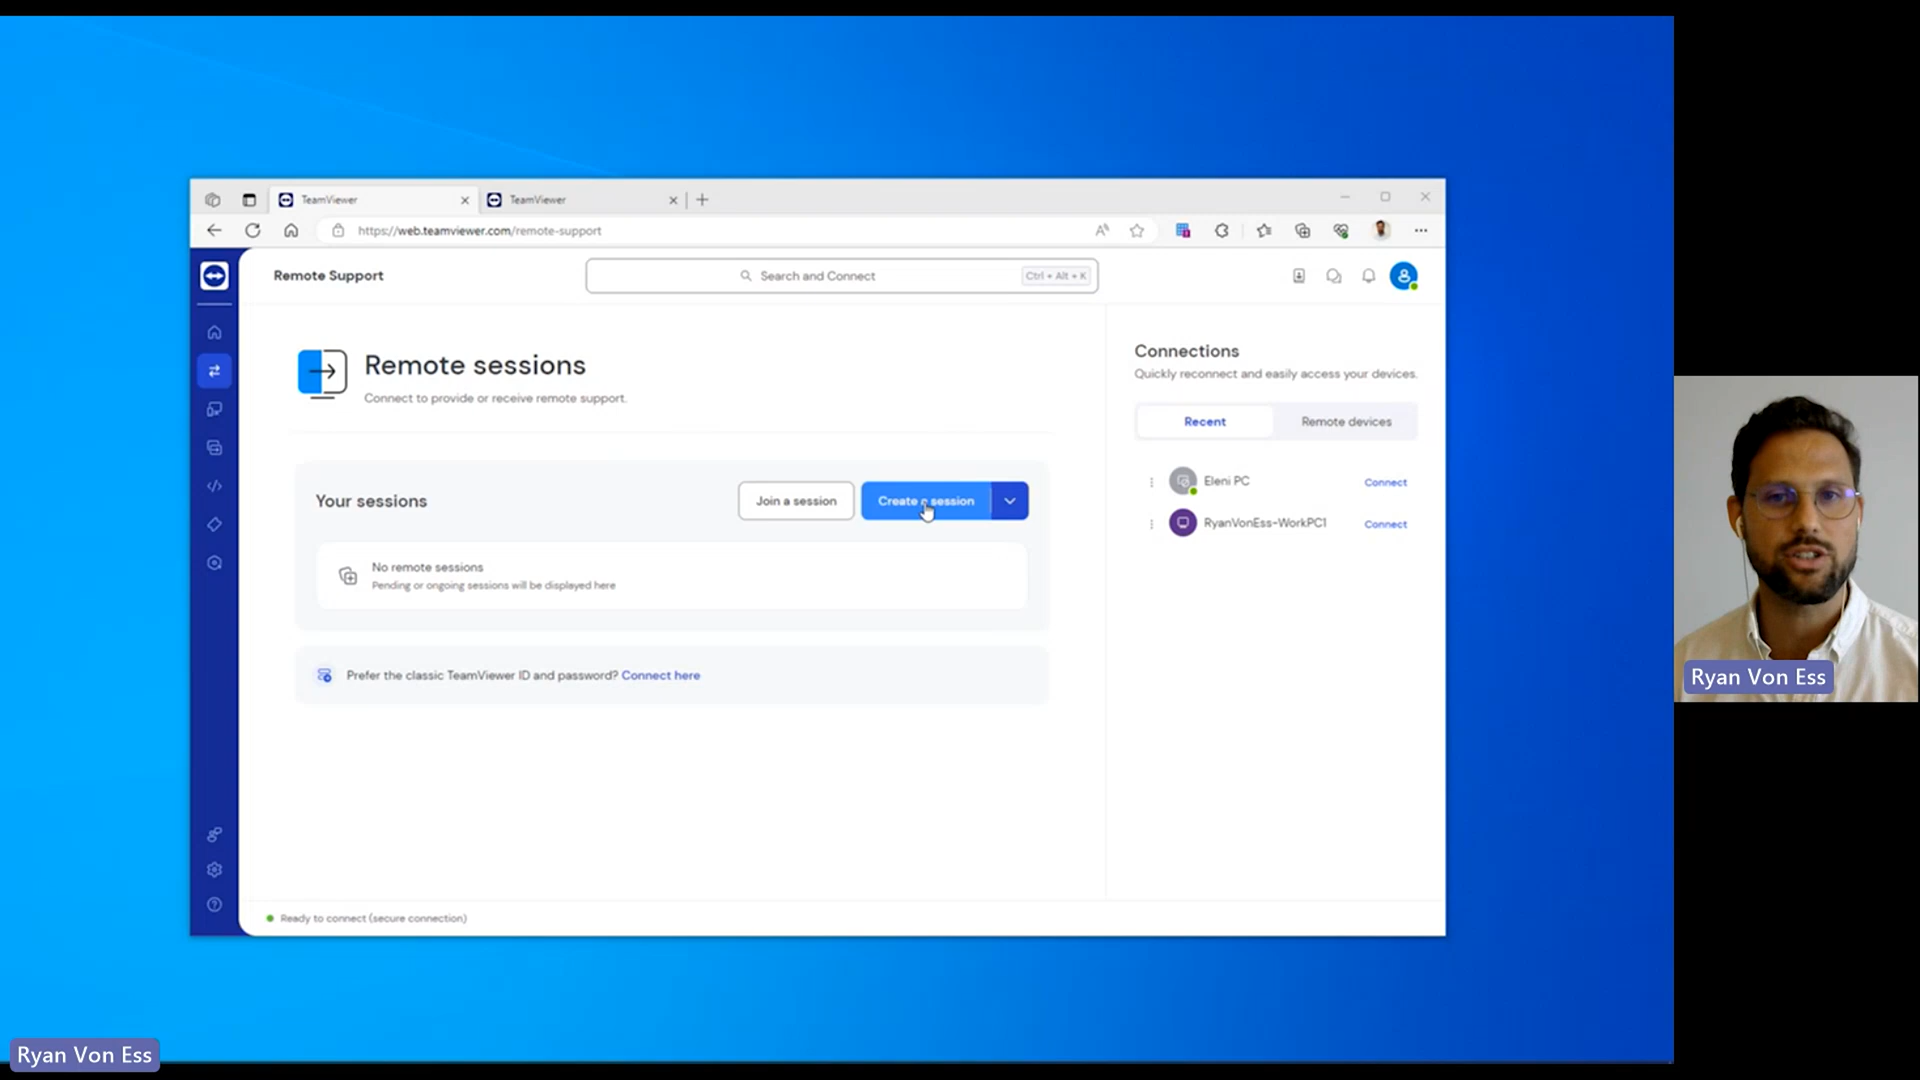 TeamViewer
TeamViewer
https://web.teamviewer.com/remote-support
Remote Support
Search and Connect
Ctrl + Alt + K
Remote sessions
Connect to provide or receive remote support.
Your sessions
Join a session
Create a session
No remote sessions
Pending or ongoing sessions will be displayed here
Prefer the classic TeamViewer ID and password? Connect here
Connections
Quickly reconnect and easily access your devices.
Recent
Remote devices
Eleni PC
Connect
RyanVonEss-WorkPC1
Connect
Ready to connect (secure connection)
Ryan Von Ess
Ryan Von Ess